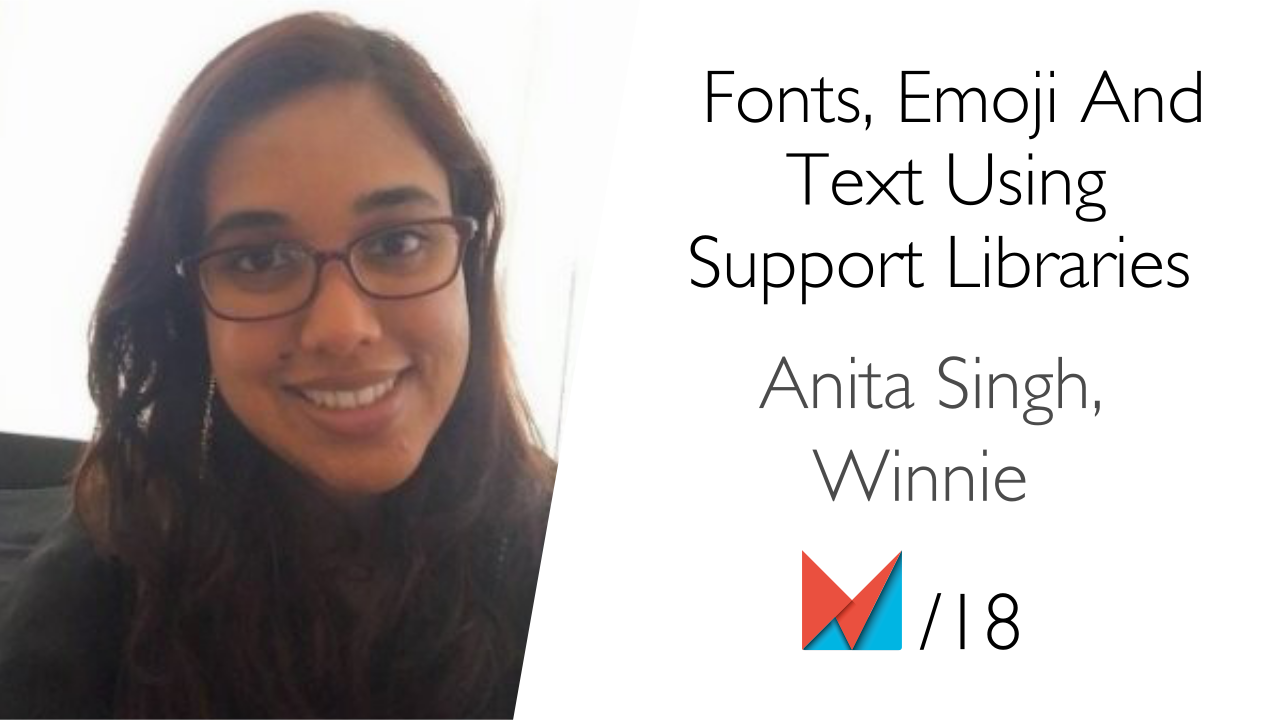 Fonts, Emoji And
Text Using
Support Libraries
Anita Singh,
Winnie
/18